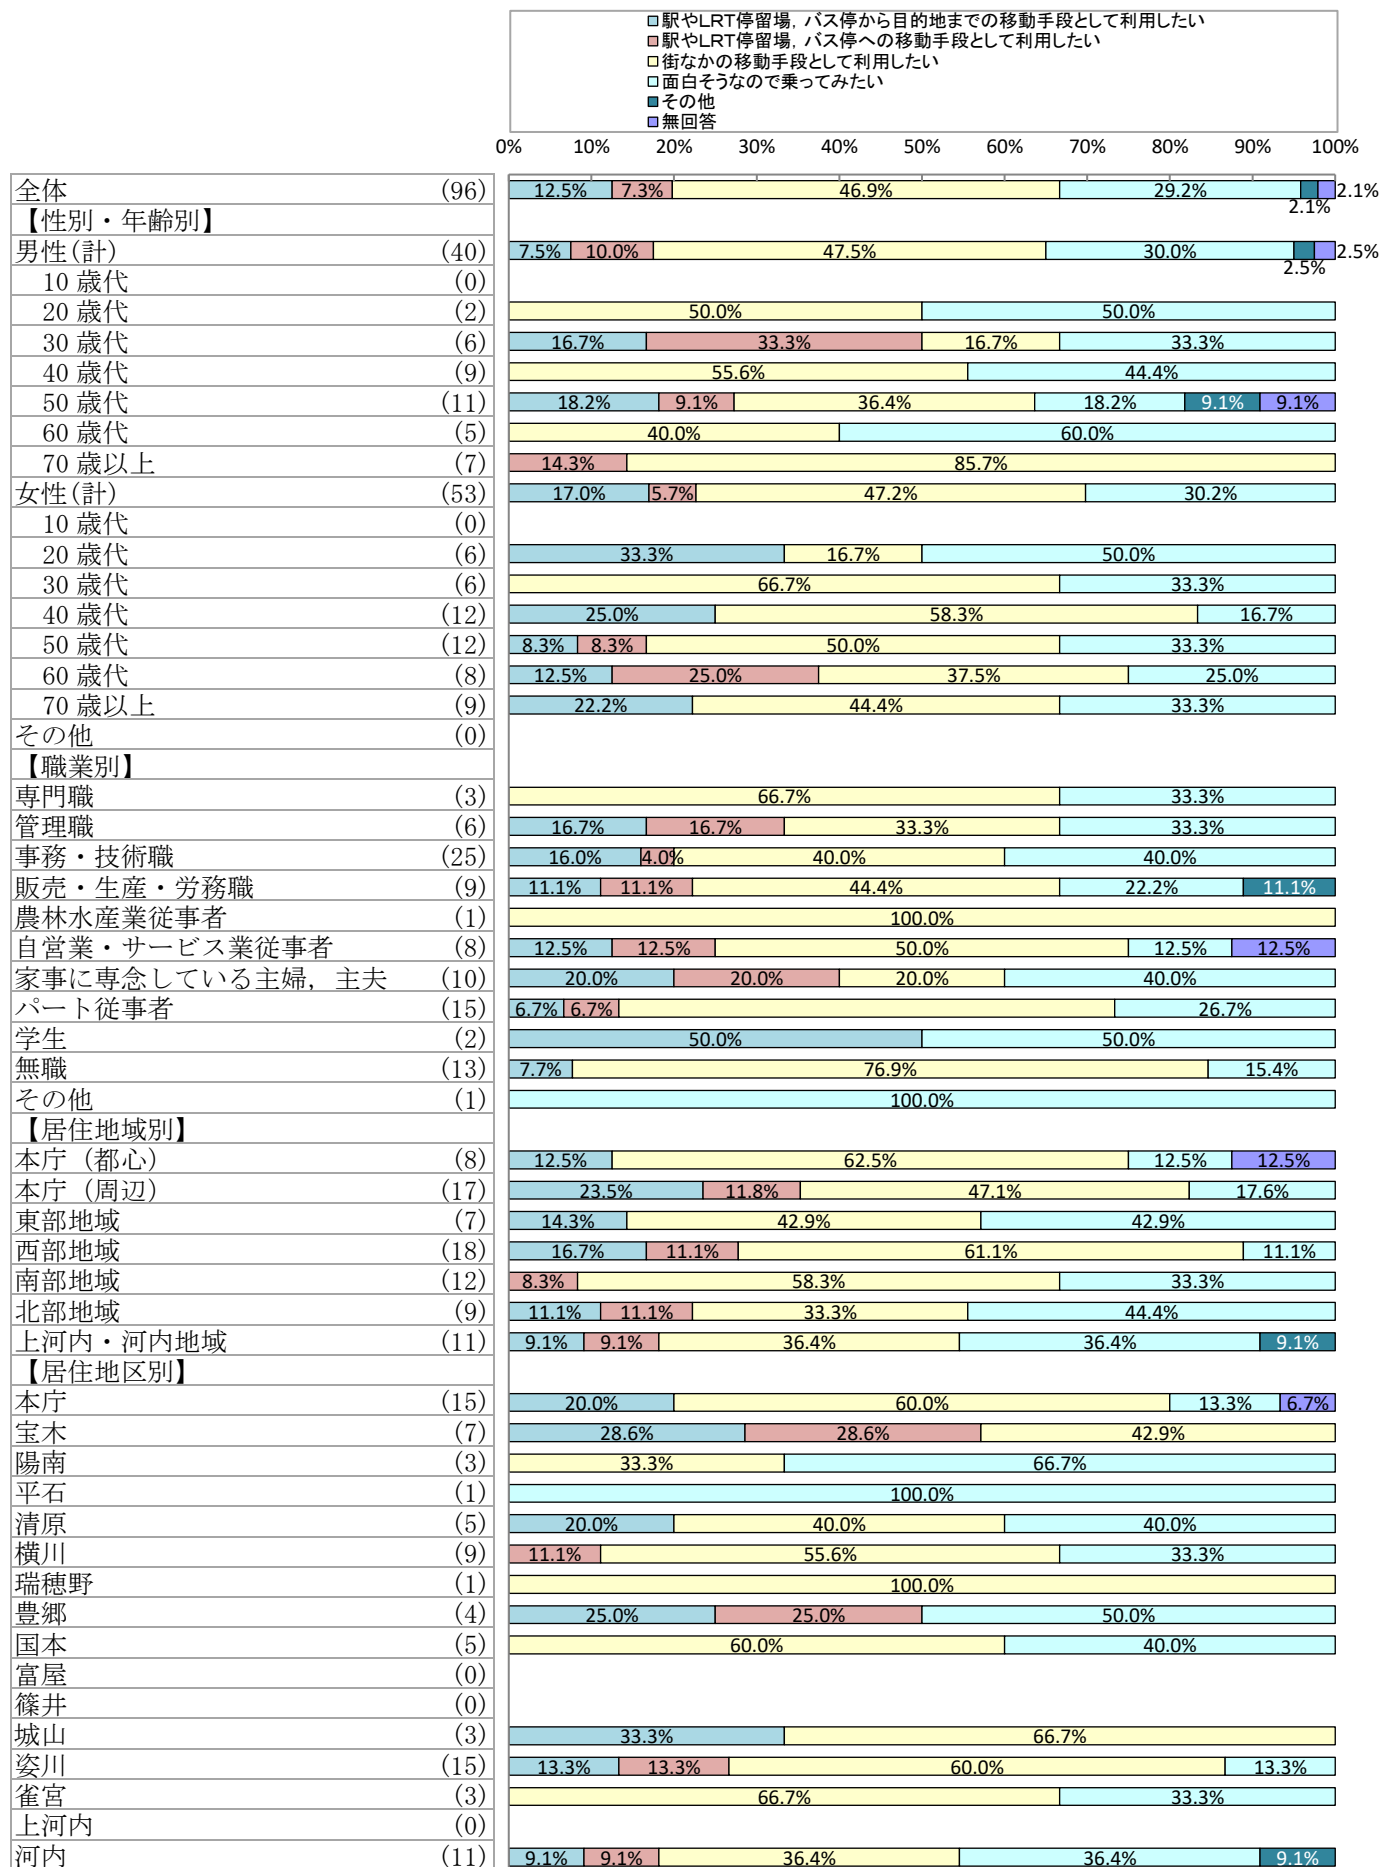 駅やLRT停留場，バス停から目的地までの移動手段として利用したい
駅やLRT停留場，バス停への移動手段として利用したい
街なかの移動手段として利用したい
面白そうなので乗ってみたい
その他
無回答
0% 10% 20% 30% 40% 50% 60% 70% 80% 90% 100%
全体 (96) 12.5% 7.3% 46.9% 29.2% 2.1% 2.1%
【性別・年齢別】
男性(計) (40) 7.5% 10.0% 47.5% 30.0% 2.5% 2.5%
10 歳代 (0)
20 歳代 (2) 50.0% 50.0%
30 歳代 (6) 16.7% 33.3% 16.7% 33.3%
40 歳代 (9) 55.6% 44.4%
50 歳代 (11) 18.2% 9.1% 36.4% 18.2% 9.1% 9.1%
60 歳代 (5) 40.0% 60.0%
70 歳以上 (7) 14.3% 85.7%
女性(計) (53) 17.0% 5.7% 47.2% 30.2%
10 歳代 (0)
20 歳代 (6) 33.3% 16.7% 50.0%
30 歳代 (6) 66.7% 33.3%
40 歳代 (12) 25.0% 58.3% 16.7%
50 歳代 (12) 8.3% 8.3% 50.0% 33.3%
60 歳代 (8) 12.5% 25.0% 37.5% 25.0%
70 歳以上 (9) 22.2% 44.4% 33.3%
その他 (0)
【職業別】
専門職 (3) 66.7% 33.3%
管理職 (6) 16.7% 16.7% 33.3% 33.3%
事務・技術職 (25) 16.0% 4.0% 40.0% 40.0%
販売・生産・労務職 (9) 11.1% 11.1% 44.4% 22.2% 11.1%
農林水産業従事者 (1) 100.0%
自営業・サービス業従事者 (8) 12.5% 12.5% 50.0% 12.5% 12.5%
家事に専念している主婦，主夫 (10) 20.0% 20.0% 20.0% 40.0%
パート従事者 (15) 6.7% 6.7% 26.7%
学生 (2) 50.0% 50.0%
無職 (13) 7.7% 76.9% 15.4%
その他 (1) 100.0%
【居住地域別】
本庁（都心） (8) 12.5% 62.5% 12.5% 12.5%
本庁（周辺） (17) 23.5% 11.8% 47.1% 17.6%
東部地域 (7) 14.3% 42.9% 42.9%
西部地域 (18) 16.7% 11.1% 61.1% 11.1%
南部地域 (12) 8.3% 58.3% 33.3%
北部地域 (9) 11.1% 11.1% 33.3% 44.4%
上河内・河内地域 (11) 9.1% 9.1% 36.4% 36.4% 9.1%
【居住地区別】
本庁 (15) 20.0% 60.0% 13.3% 6.7%
宝木 (7) 28.6% 28.6% 42.9%
陽南 (3) 33.3% 66.7%
平石 (1) 100.0%
清原 (5) 20.0% 40.0% 40.0%
横川 (9) 11.1% 55.6% 33.3%
瑞穂野 (1) 100.0%
豊郷 (4) 25.0% 25.0% 50.0%
国本 (5) 60.0% 40.0%
富屋 (0)
篠井 (0)
城山 (3) 33.3% 66.7%
姿川 (15) 13.3% 13.3% 60.0% 13.3%
雀宮 (3) 66.7% 33.3%
上河内 (0)
河内 (11) 9.1% 9.1% 36.4% 36.4% 9.1%